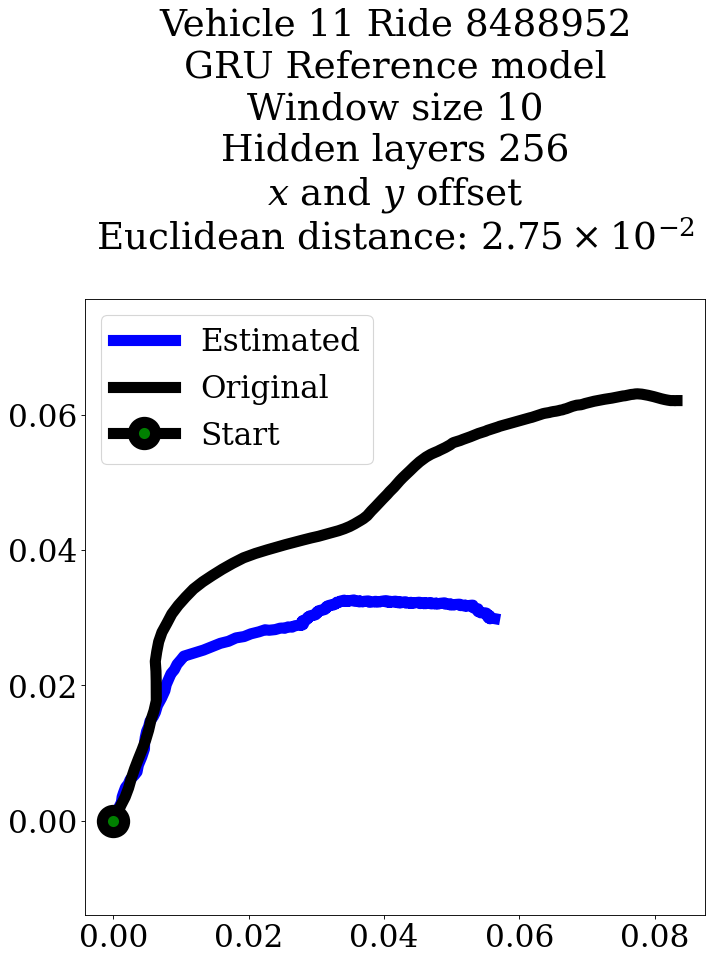 Vehicle 11 Ride 8488952
GRU Reference model
Window size 10
Hidden layers 256
x and y offset
Euclidean distance: 2.75 × 10⁻²
Estimated
Original
Start
0.06
0.04
0.02
0.00
0.00 0.02 0.04 0.06 0.08